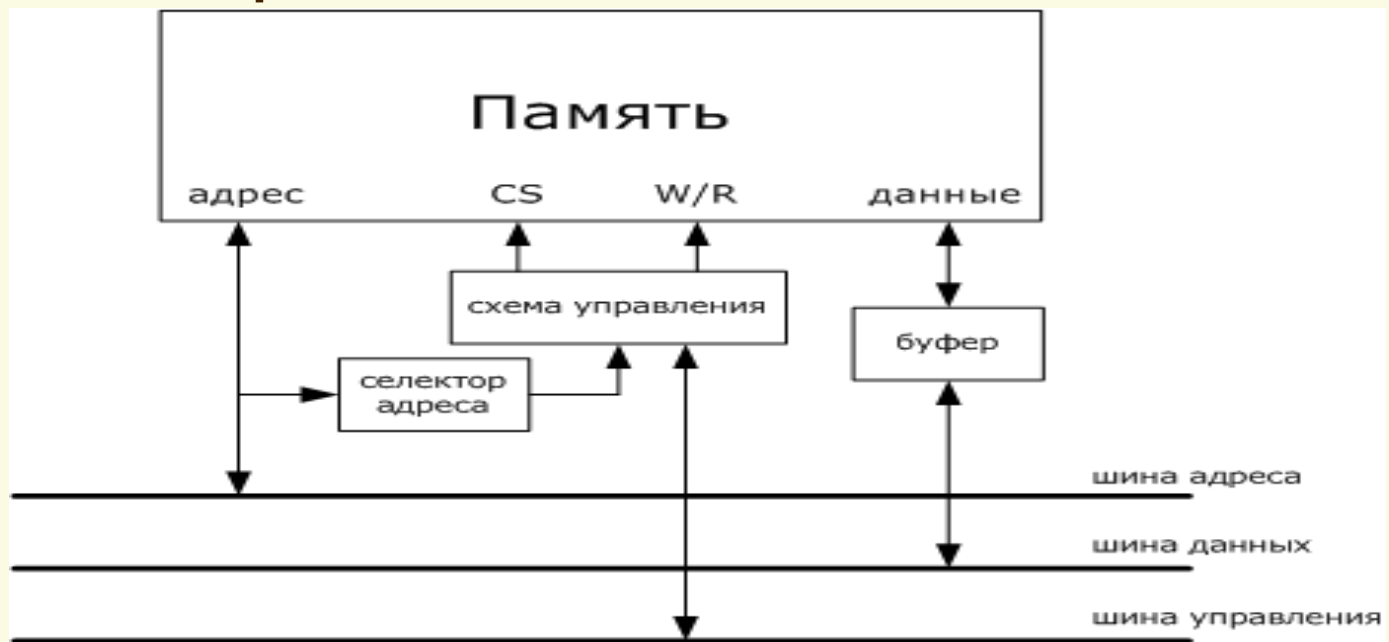 Память
адрес CS W/R данные
схема управления
буфер
селектор
адреса
шина адреса
шина данных
шина управления